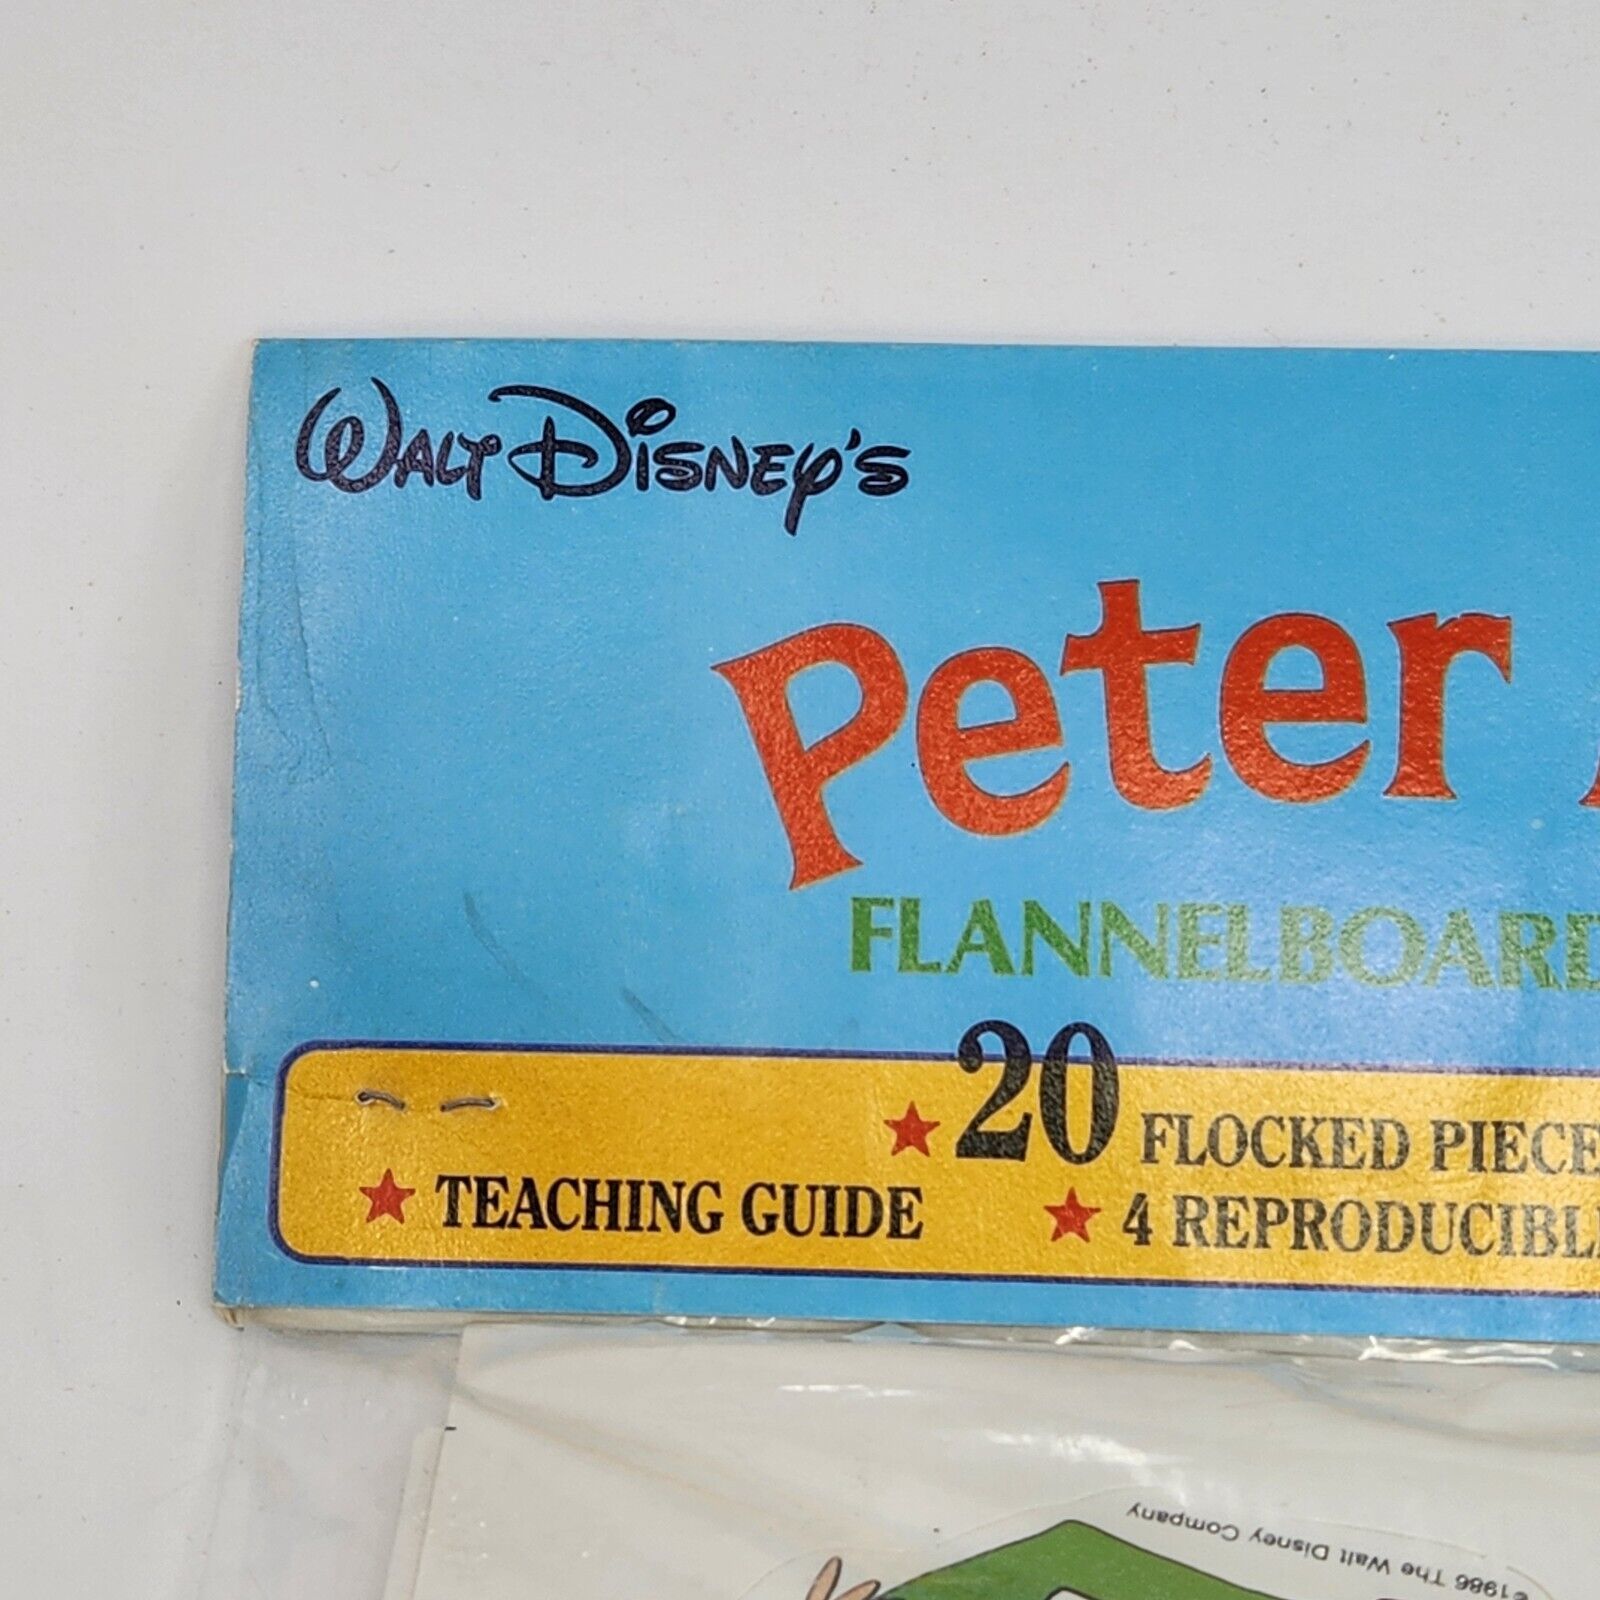 Walt Disney's
Peter
FLANNELBOARD
★ 20 FLOCKED PIECE
★ TEACHING GUIDE ★ 4 REPRODUCIBL
©1986 The Walt Disney Company